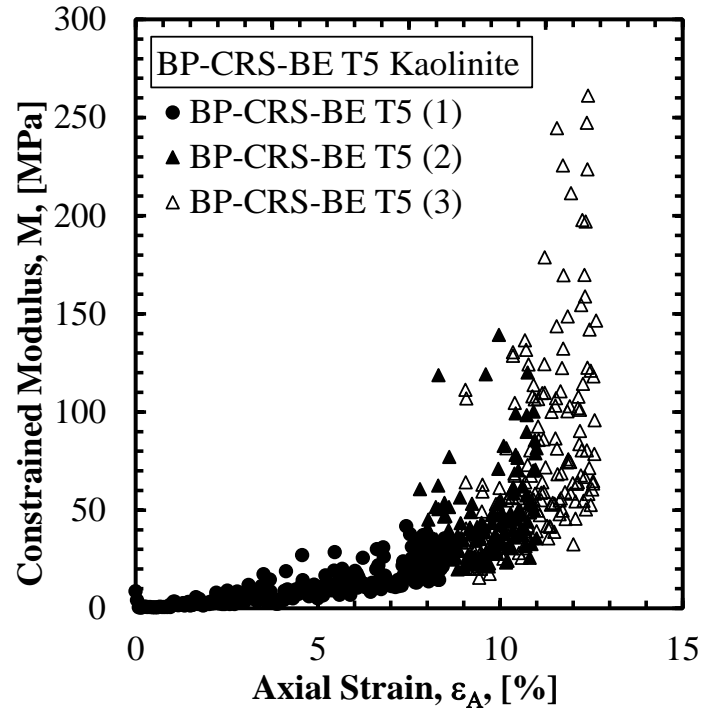 300
250
200
150
100
50
0
Constrained Modulus, M, [MPa]
BP-CRS-BE T5 Kaolinite
BP-CRS-BE T5 (1)
BP-CRS-BE T5 (2)
BP-CRS-BE T5 (3)
0 5 10 15
Axial Strain, εA, [%]